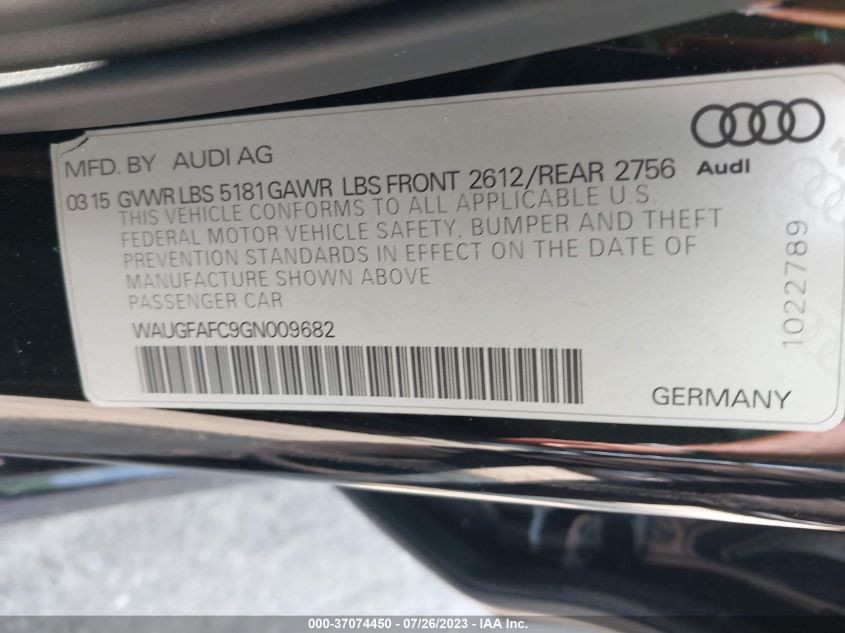 MFD. BY AUDI AG
Audi
03 15 GVWR LBS 5181 GAWR LBS FRONT 2612/REAR 2756
THIS VEHICLE CONFORMS TO ALL APPLICABLE U.S.
FEDERAL MOTOR VEHICLE SAFETY, BUMPER AND THEFT
PREVENTION STANDARDS IN EFFECT ON THE DATE OF
MANUFACTURE SHOWN ABOVE
PASSENGER CAR
WAUGFAFC9GN009682
GERMANY
1022789
000-37074450 - 07/26/2023 - IAA Inc.